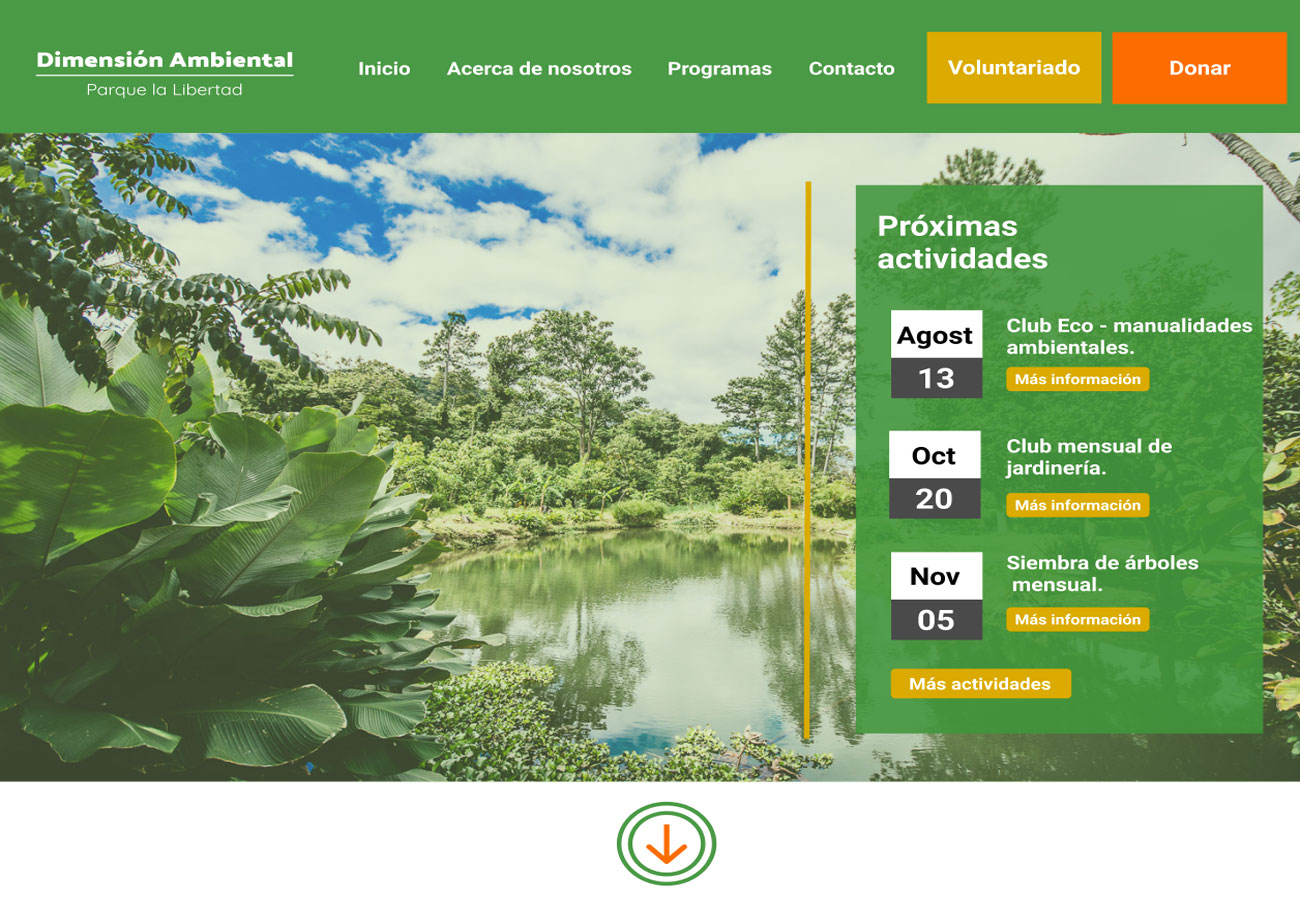 Dimensión Ambiental
Parque la Libertad
Inicio
Acerca de nosotros
Programas
Contacto
Voluntariado
Donar
Próximas
actividades
Agost
13
Club Eco - manualidades
ambientales.
Más información
Oct
20
Club mensual de
jardinería.
Más información
Nov
05
Siembra de árboles
mensual.
Más información
Más actividades